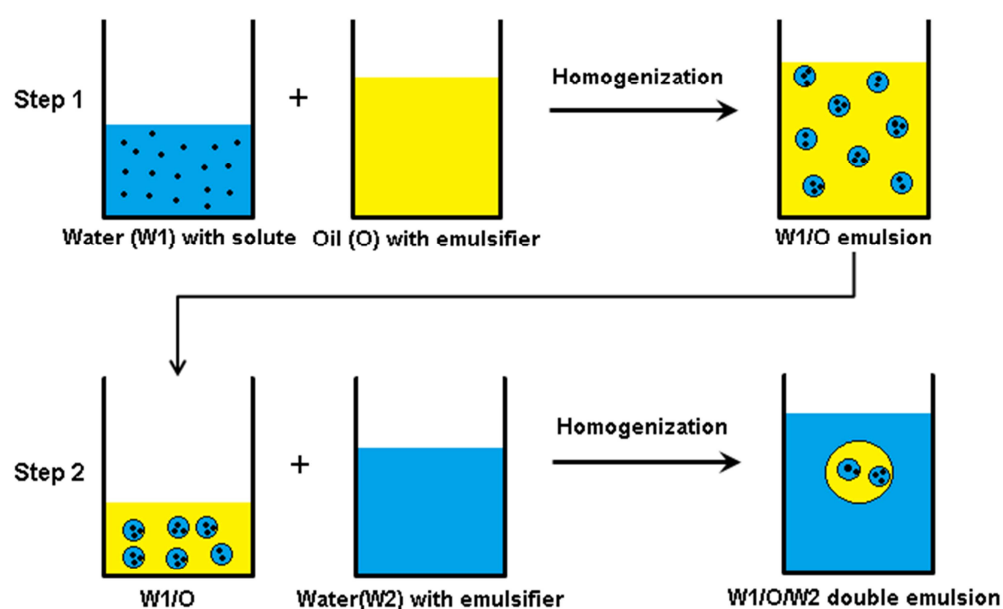 Step 1
+
Homogenization
Water (W1) with solute
Oil (O) with emulsifier
W1/O emulsion
Step 2
+
Homogenization
W1/O
Water(W2) with emulsifier
W1/O/W2 double emulsion